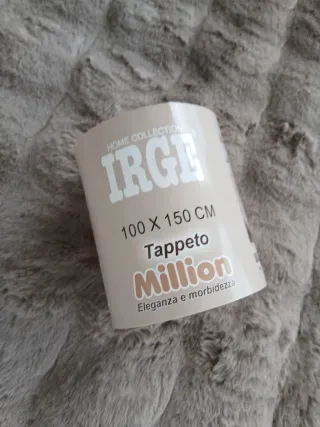 HOME COLLECTION
IRGE
100 X 150 CM
Tappeto
Million
Eleganza e morbidezza